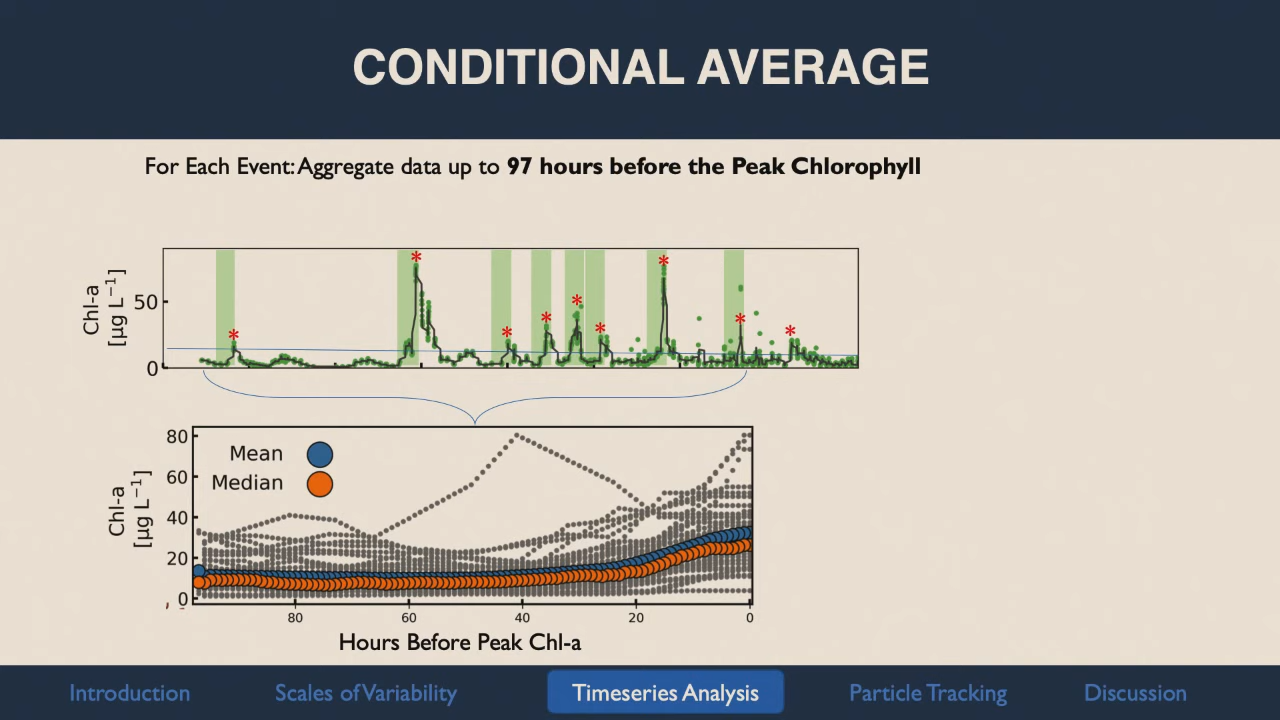 CONDITIONAL AVERAGE
For Each Event: Aggregate data up to 97 hours before the Peak Chlorophyll
Chl-a
[µg L⁻¹]
50
0
* * * * * * * * *
Chl-a
[µg L⁻¹]
80
60
40
20
0
Mean
Median
80 60 40 20 0
Hours Before Peak Chl-a
Introduction Scales of Variability Timeseries Analysis Particle Tracking Discussion